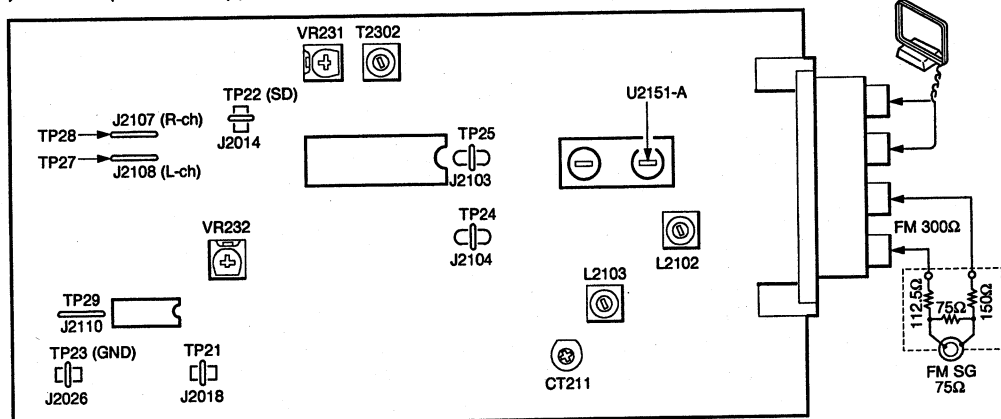 VR231 T2302
TP22 (SD)
U2151-A
J2107 (R-ch)
TP28
J2014
TP25
TP27
J2108 (L-ch)
J2103
VR232
TP24
J2104
FM 300Ω
L2102
L2103
TP29
J2110
112.5Ω
75Ω
150Ω
TP23 (GND)
TP21
J2026
J2018
CT211
FM SG
75Ω